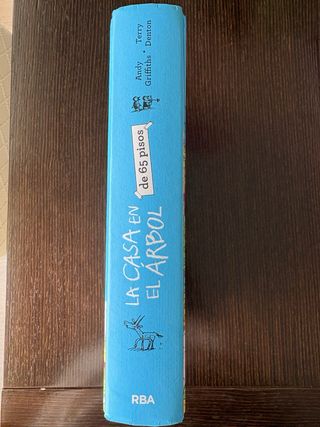 Andy
Griffiths
•
Terry
Denton
de 65 pisos
LA CASA EN
EL ÁRBOL
RBA